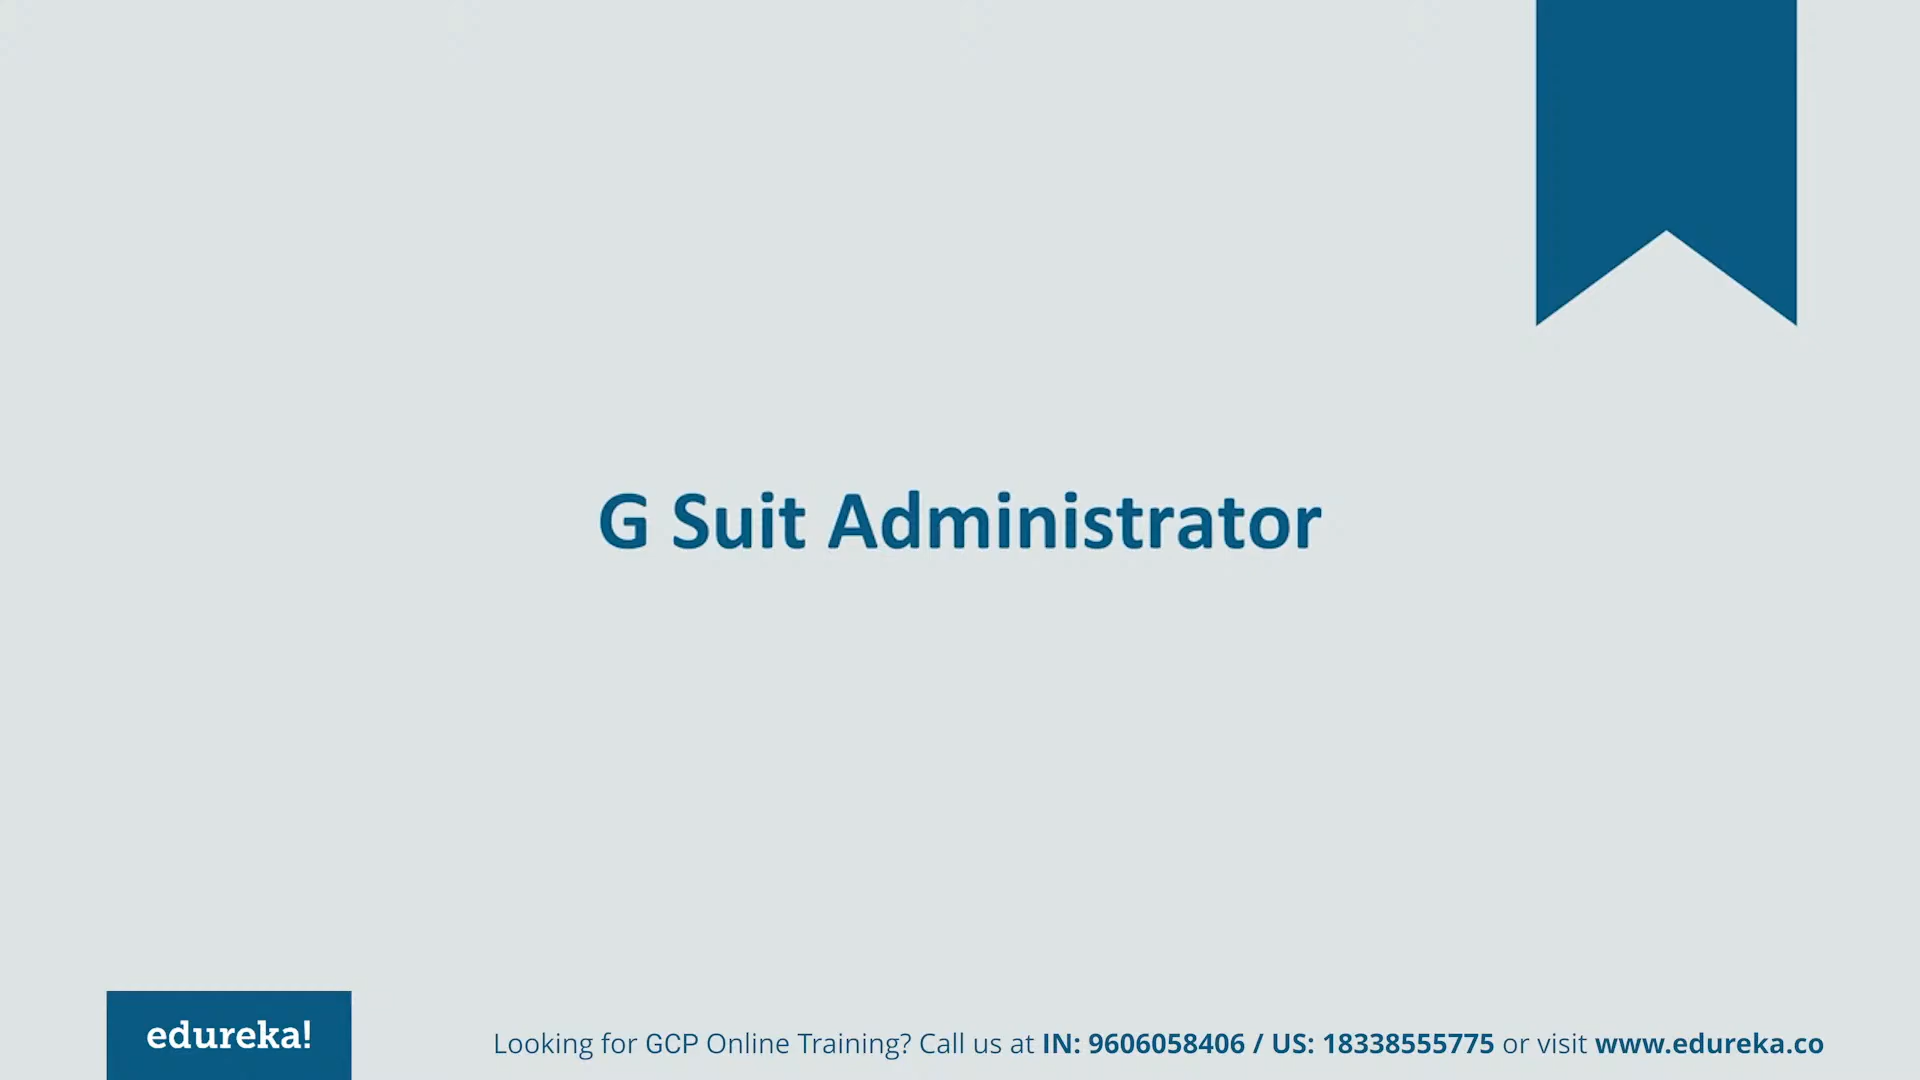 G Suit Administrator
edureka!
Looking for GCP Online Training? Call us at IN: 9606058406 / US: 18338555775 or visit www.edureka.co